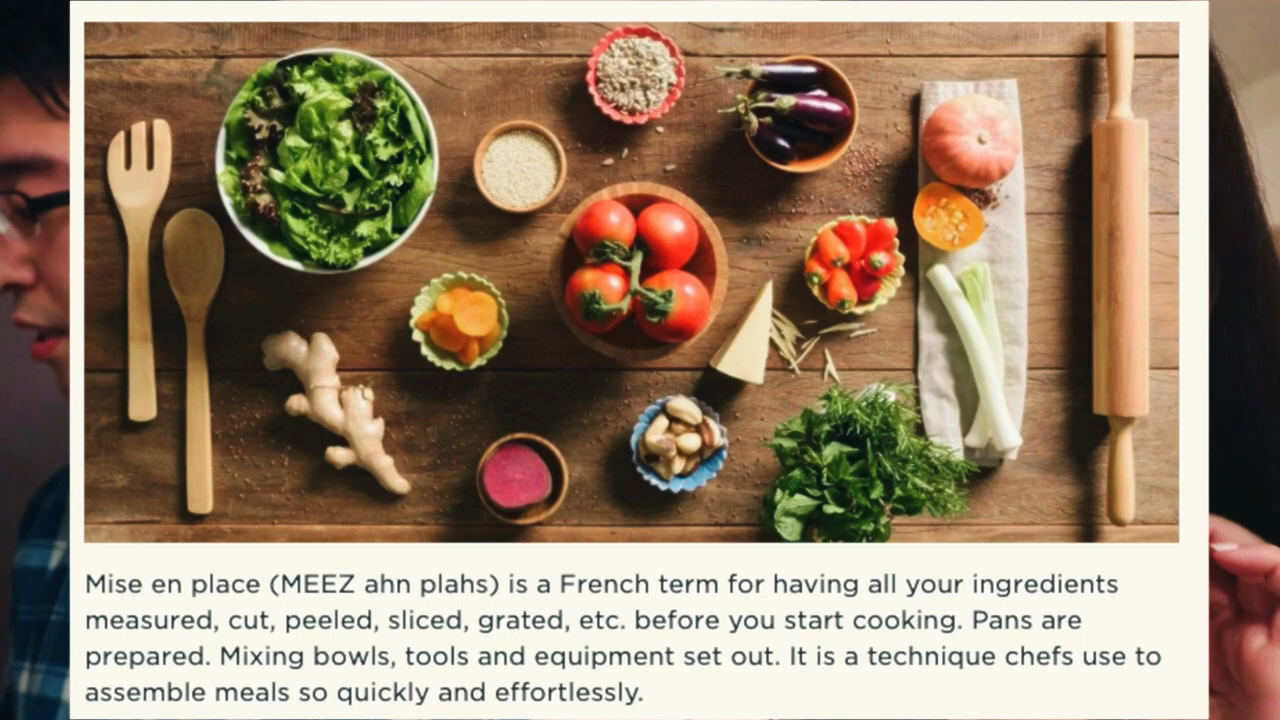 Mise en place (MEEZ ahn plahs) is a French term for having all your ingredients
measured, cut, peeled, sliced, grated, etc. before you start cooking. Pans are
prepared. Mixing bowls, tools and equipment set out. It is a technique chefs use to
assemble meals so quickly and effortlessly.